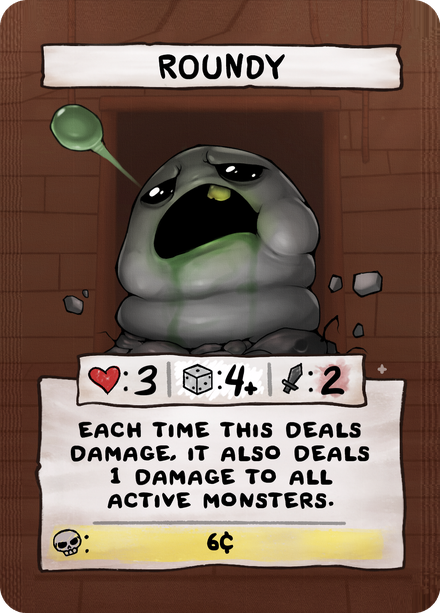 ROUNDY
:3 :4+ :2
EACH TIME THIS DEALS
DAMAGE, IT ALSO DEALS
1 DAMAGE TO ALL
ACTIVE MONSTERS.
: 6¢